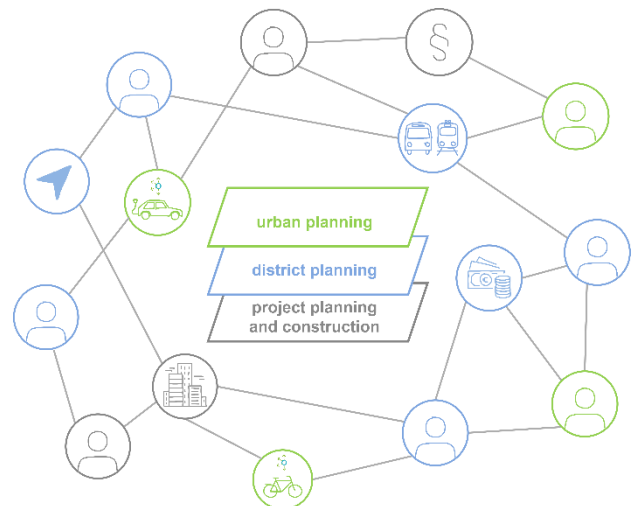 §
urban planning
district planning
project planning
and construction
€